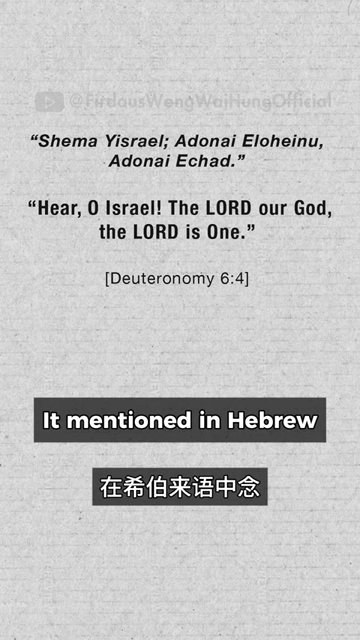 @FirdausWongWaiHungOfficial
“Shema Yisrael; Adonai Eloheinu,
Adonai Echad.”
“Hear, O Israel! The LORD our God,
the LORD is One.”
[Deuteronomy 6:4]
It mentioned in Hebrew
在希伯来语中念